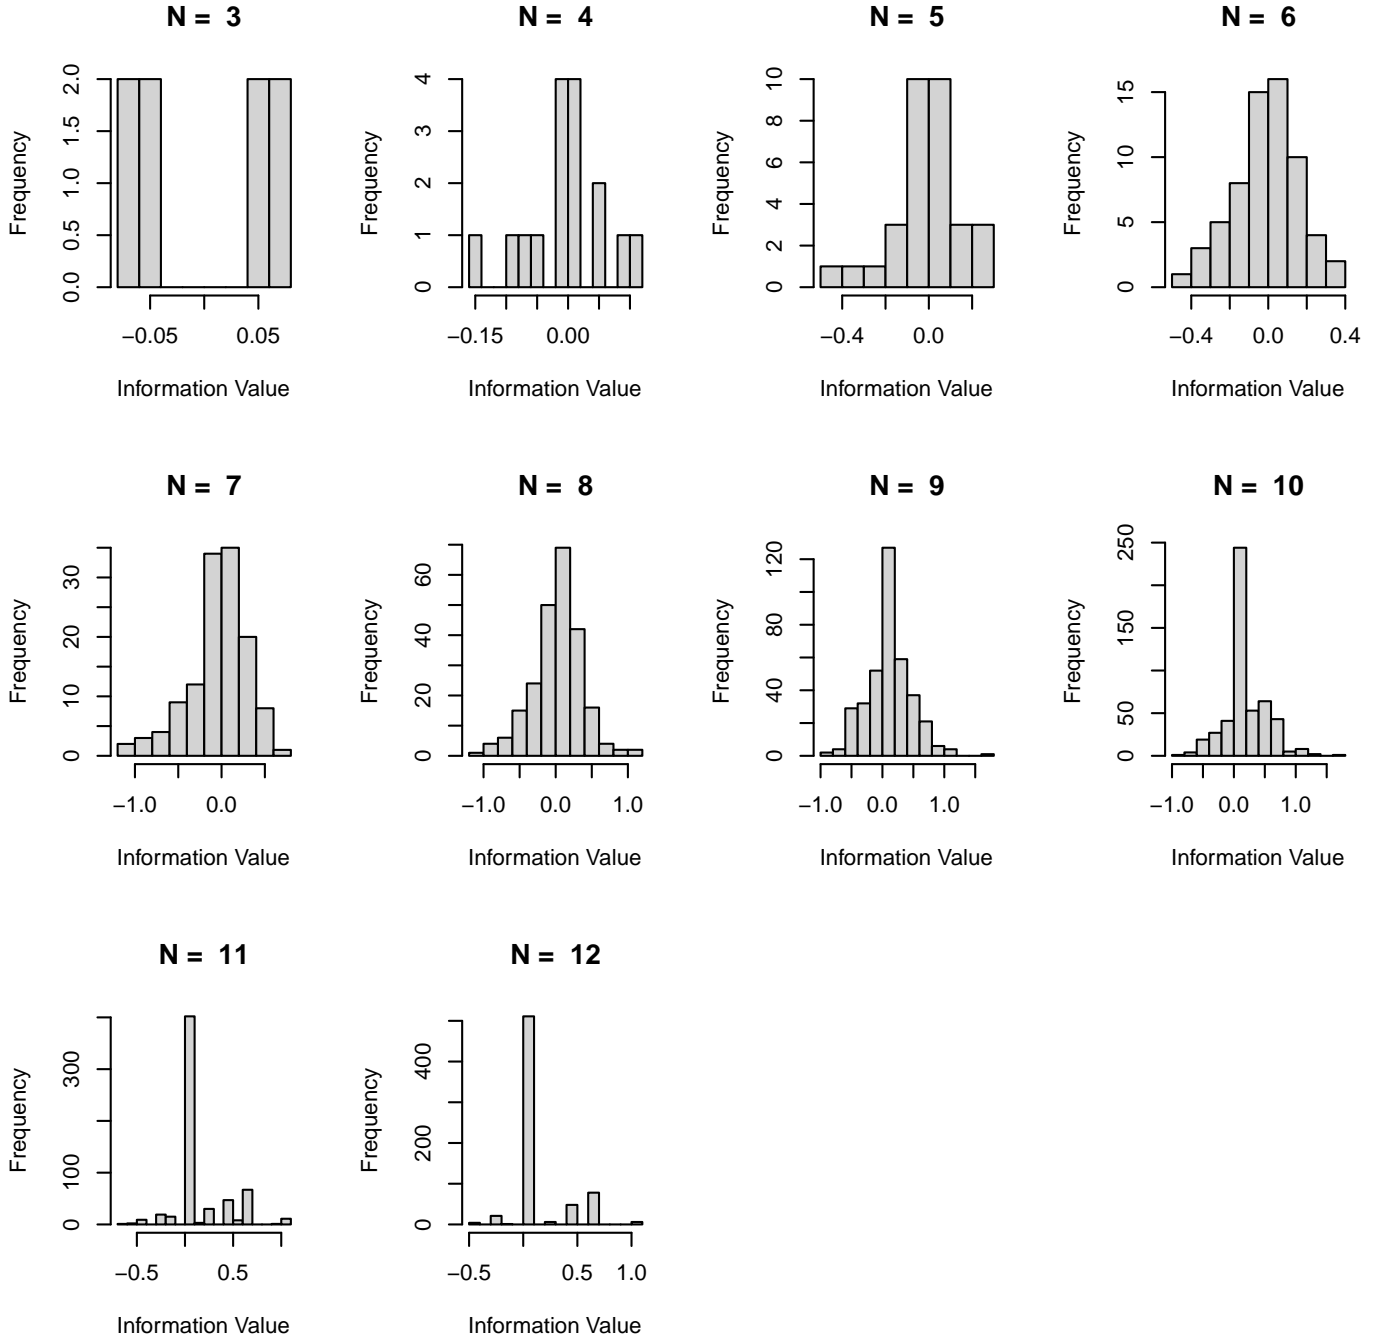 N = 3
Frequency
2.0
1.5
1.0
0.5
0.0
−0.05 0.05
Information Value
N = 4
Frequency
4
3
2
1
0
−0.15 0.00
Information Value
N = 5
Frequency
10
8
6
4
2
0
−0.4 0.0
Information Value
N = 6
Frequency
15
10
5
0
−0.4 0.0 0.4
Information Value
N = 7
Frequency
30
20
10
0
−1.0 0.0
Information Value
N = 8
Frequency
60
40
20
0
−1.0 0.0 1.0
Information Value
N = 9
Frequency
120
80
40
0
−1.0 0.0 1.0
Information Value
N = 10
Frequency
250
150
50
0
−1.0 0.0 1.0
Information Value
N = 11
Frequency
300
100
0
−0.5 0.5
Information Value
N = 12
Frequency
400
200
0
−0.5 0.5 1.0
Information Value